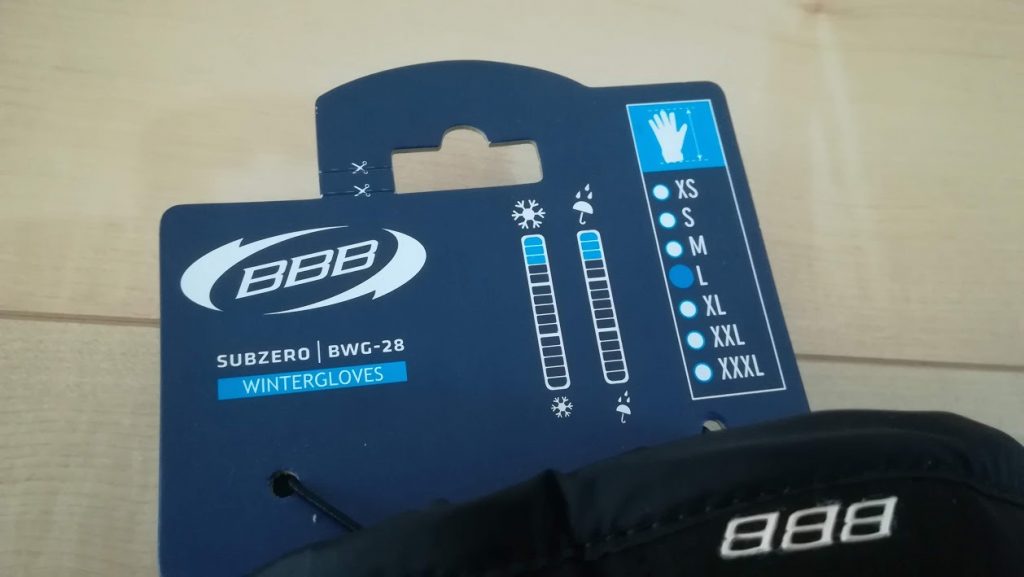 BBB
SUBZERO | BWG-28
WINTERGLOVES
XS
S
M
L
XL
XXL
XXXL
BBB